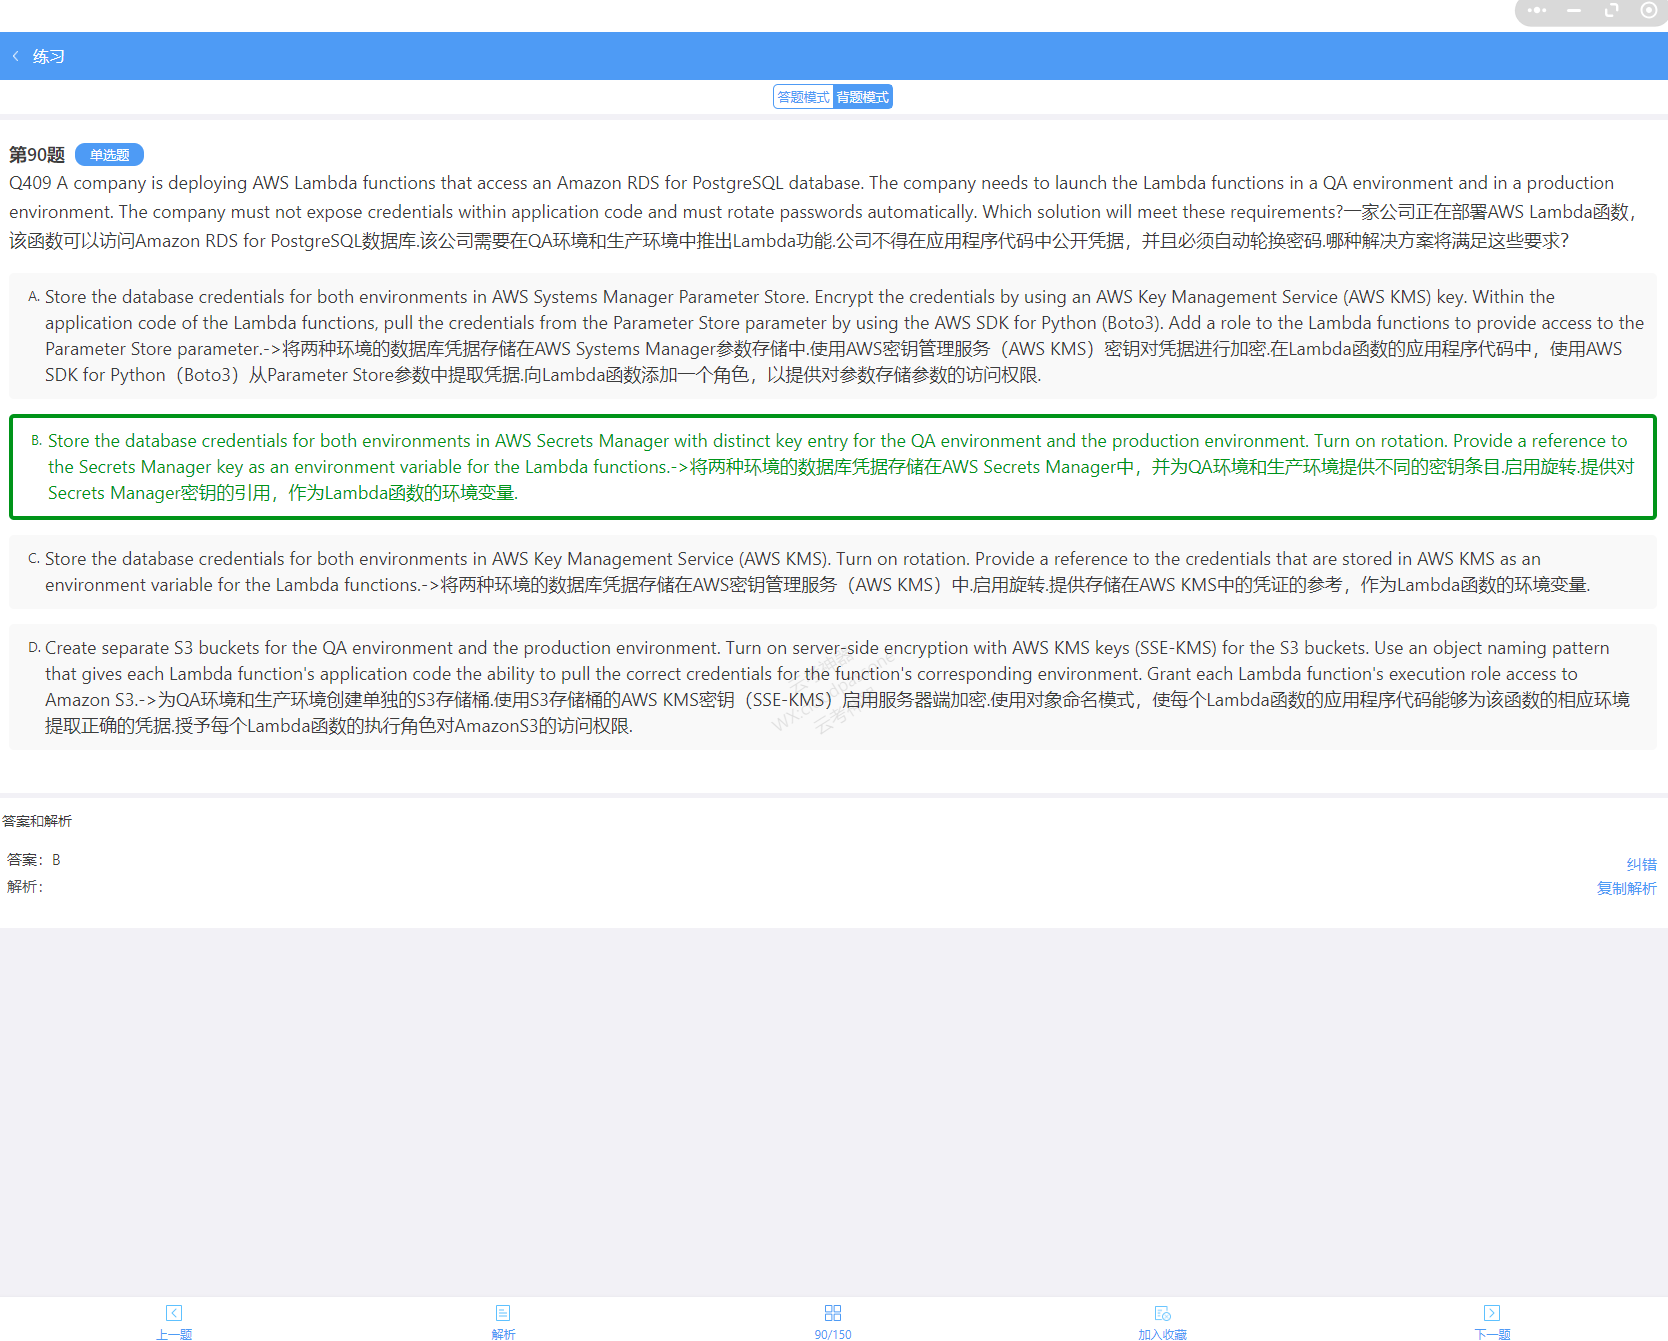 练习
答题模式 背题模式
第90题 单选题
Q409 A company is deploying AWS Lambda functions that access an Amazon RDS for PostgreSQL database. The company needs to launch the Lambda functions in a QA environment and in a production
environment. The company must not expose credentials within application code and must rotate passwords automatically. Which solution will meet these requirements?一家公司正在部署AWS Lambda函数，
该函数可以访问Amazon RDS for PostgreSQL数据库.该公司需要在QA环境和生产环境中推出Lambda功能.公司不得在应用程序代码中公开凭据，并且必须自动轮换密码.哪种解决方案将满足这些要求？
A. Store the database credentials for both environments in AWS Systems Manager Parameter Store. Encrypt the credentials by using an AWS Key Management Service (AWS KMS) key. Within the
application code of the Lambda functions, pull the credentials from the Parameter Store parameter by using the AWS SDK for Python (Boto3). Add a role to the Lambda functions to provide access to the
Parameter Store parameter.->将两种环境的数据库凭据存储在AWS Systems Manager参数存储中.使用AWS密钥管理服务（AWS KMS）密钥对凭据进行加密.在Lambda函数的应用程序代码中，使用AWS
SDK for Python（Boto3）从Parameter Store参数中提取凭据.向Lambda函数添加一个角色，以提供对参数存储参数的访问权限.
B. Store the database credentials for both environments in AWS Secrets Manager with distinct key entry for the QA environment and the production environment. Turn on rotation. Provide a reference to
the Secrets Manager key as an environment variable for the Lambda functions.->将两种环境的数据库凭据存储在AWS Secrets Manager中，并为QA环境和生产环境提供不同的密钥条目.启用旋转.提供对
Secrets Manager密钥的引用，作为Lambda函数的环境变量.
C. Store the database credentials for both environments in AWS Key Management Service (AWS KMS). Turn on rotation. Provide a reference to the credentials that are stored in AWS KMS as an
environment variable for the Lambda functions.->将两种环境的数据库凭据存储在AWS密钥管理服务（AWS KMS）中.启用旋转.提供存储在AWS KMS中的凭证的参考，作为Lambda函数的环境变量.
D. Create separate S3 buckets for the QA environment and the production environment. Turn on server-side encryption with AWS KMS keys (SSE-KMS) for the S3 buckets. Use an object naming pattern
that gives each Lambda function's application code the ability to pull the correct credentials for the function's corresponding environment. Grant each Lambda function's execution role access to
Amazon S3.->为QA环境和生产环境创建单独的S3存储桶.使用S3存储桶的AWS KMS密钥（SSE-KMS）启用服务器端加密.使用对象命名模式，使每个Lambda函数的应用程序代码能够为该函数的相应环境
提取正确的凭据.授予每个Lambda函数的执行角色对AmazonS3的访问权限.
答案和解析
答案：B
纠错
解析：
复制解析
上一题 解析 90/150 加入收藏 下一题